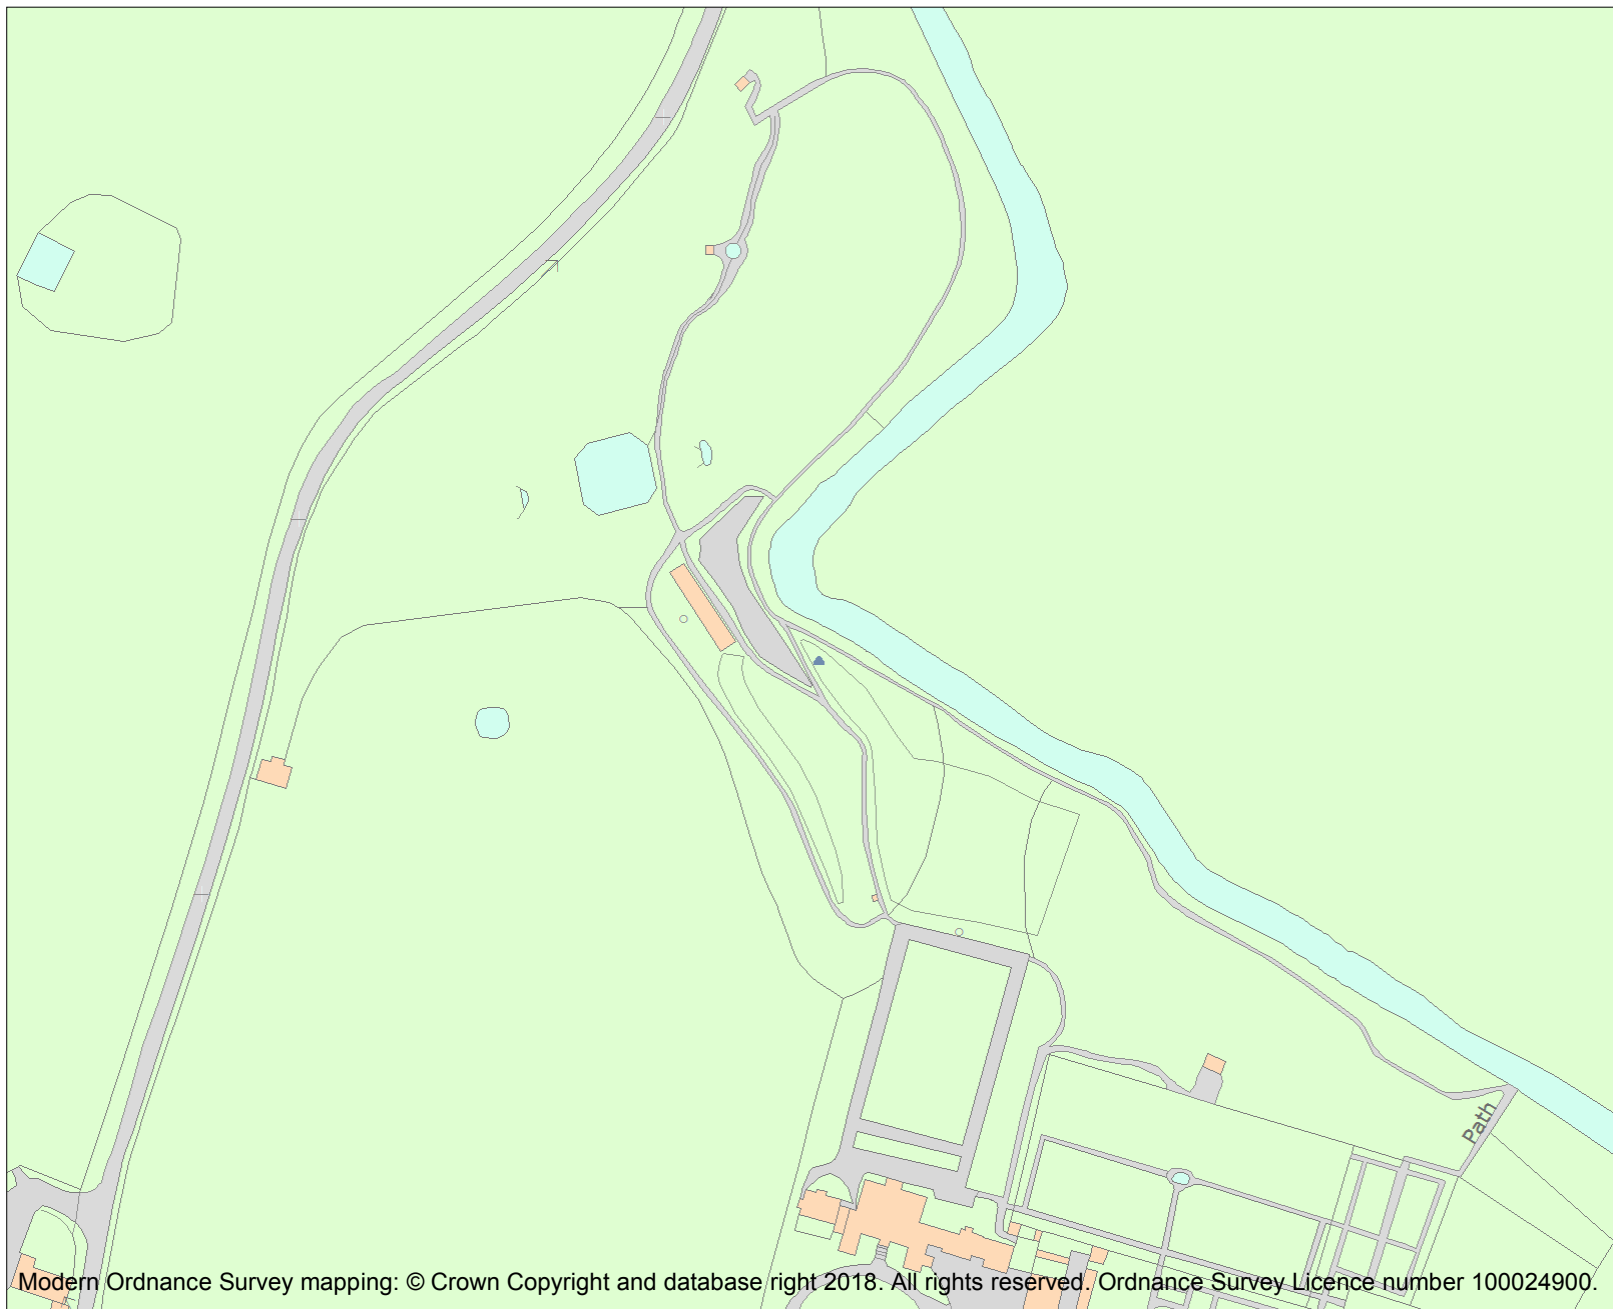 Path
Modern Ordnance Survey mapping: © Crown Copyright and database right 2018. All rights reserved. Ordnance Survey Licence number 100024900.